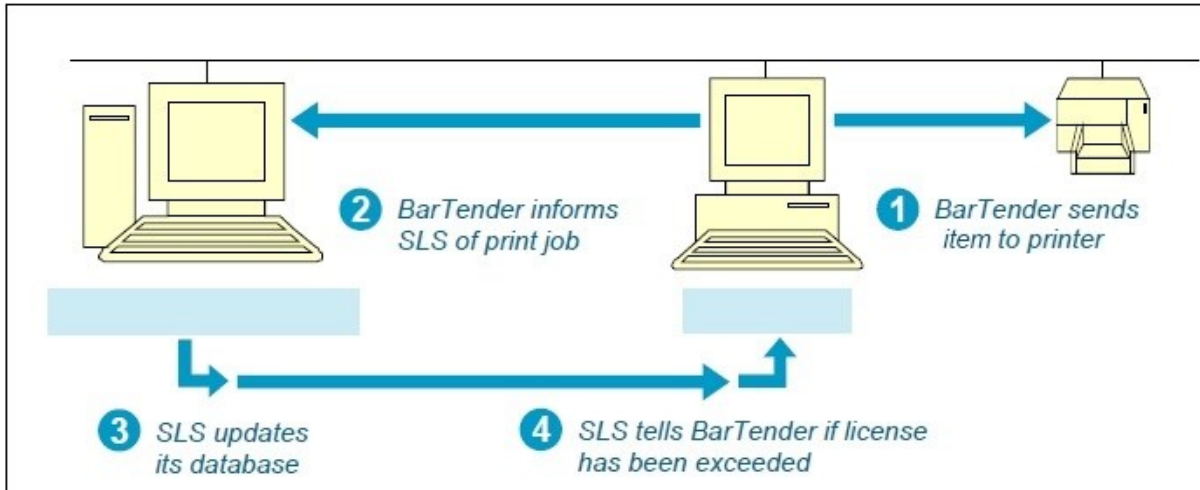 2 BarTender informs
SLS of print job
1 BarTender sends
item to printer
3 SLS updates
its database
4 SLS tells BarTender if license
has been exceeded